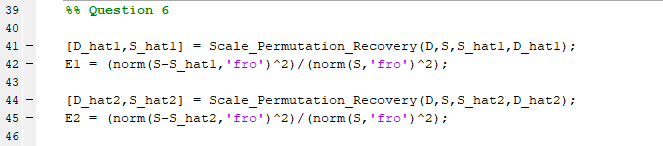 39 %% Question 6
40
41 - [D_hat1,S_hat1] = Scale_Permutation_Recovery(D,S,S_hat1,D_hat1);
42 - E1 = (norm(S-S_hat1,'fro')^2)/(norm(S,'fro')^2);
43
44 - [D_hat2,S_hat2] = Scale_Permutation_Recovery(D,S,S_hat2,D_hat2);
45 - E2 = (norm(S-S_hat2,'fro')^2)/(norm(S,'fro')^2);
46